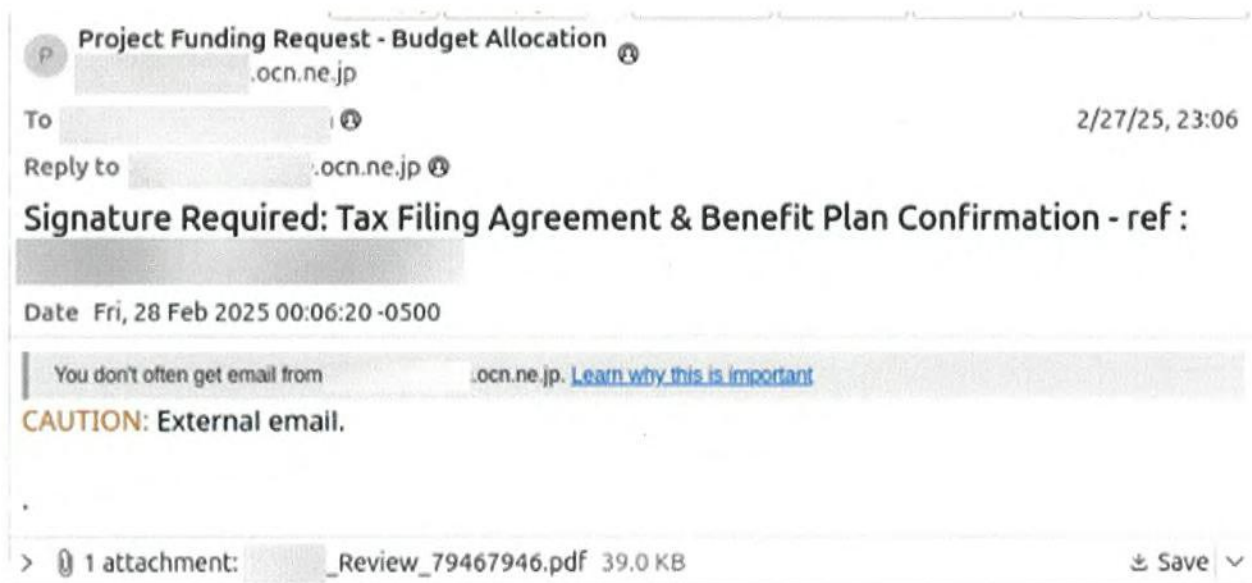 P
Project Funding Request - Budget Allocation
.ocn.ne.jp
To
2/27/25, 23:06
Reply to .ocn.ne.jp
Signature Required: Tax Filing Agreement & Benefit Plan Confirmation - ref :
Date Fri, 28 Feb 2025 00:06:20 -0500
You don't often get email from .ocn.ne.jp. Learn why this is important
CAUTION: External email.
.
> 1 attachment: _Review_79467946.pdf 39.0 KB Save